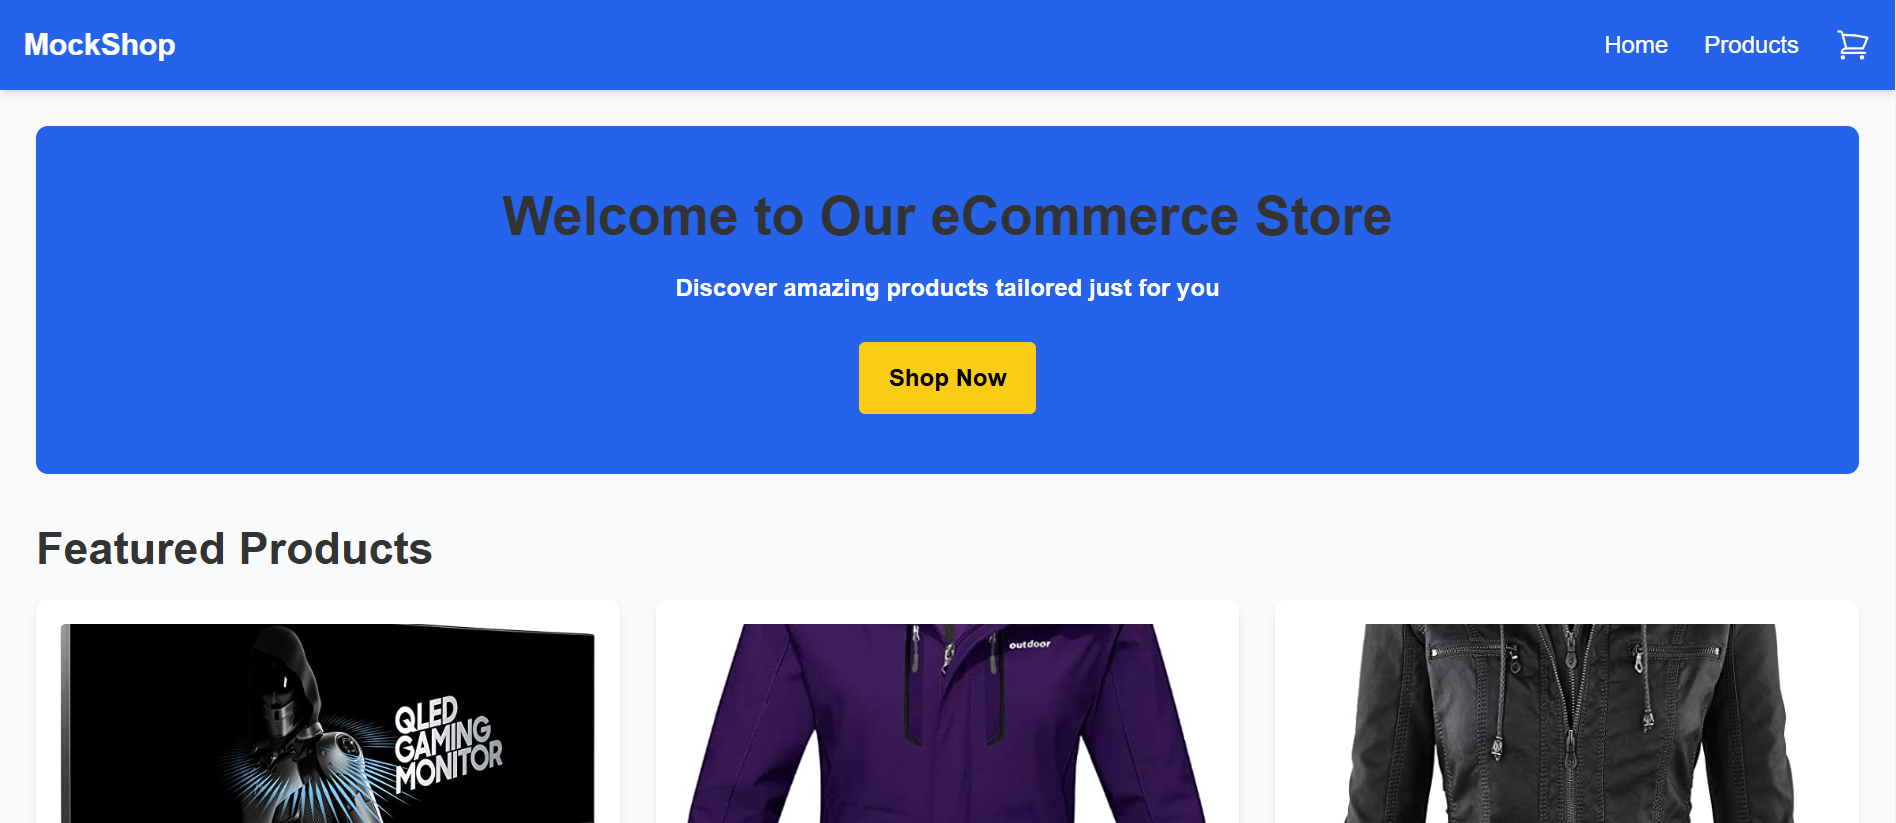 MockShop
Home
Products
Welcome to Our eCommerce Store
Discover amazing products tailored just for you
Shop Now
Featured Products
QLED
GAMING
MONITOR
outdoor